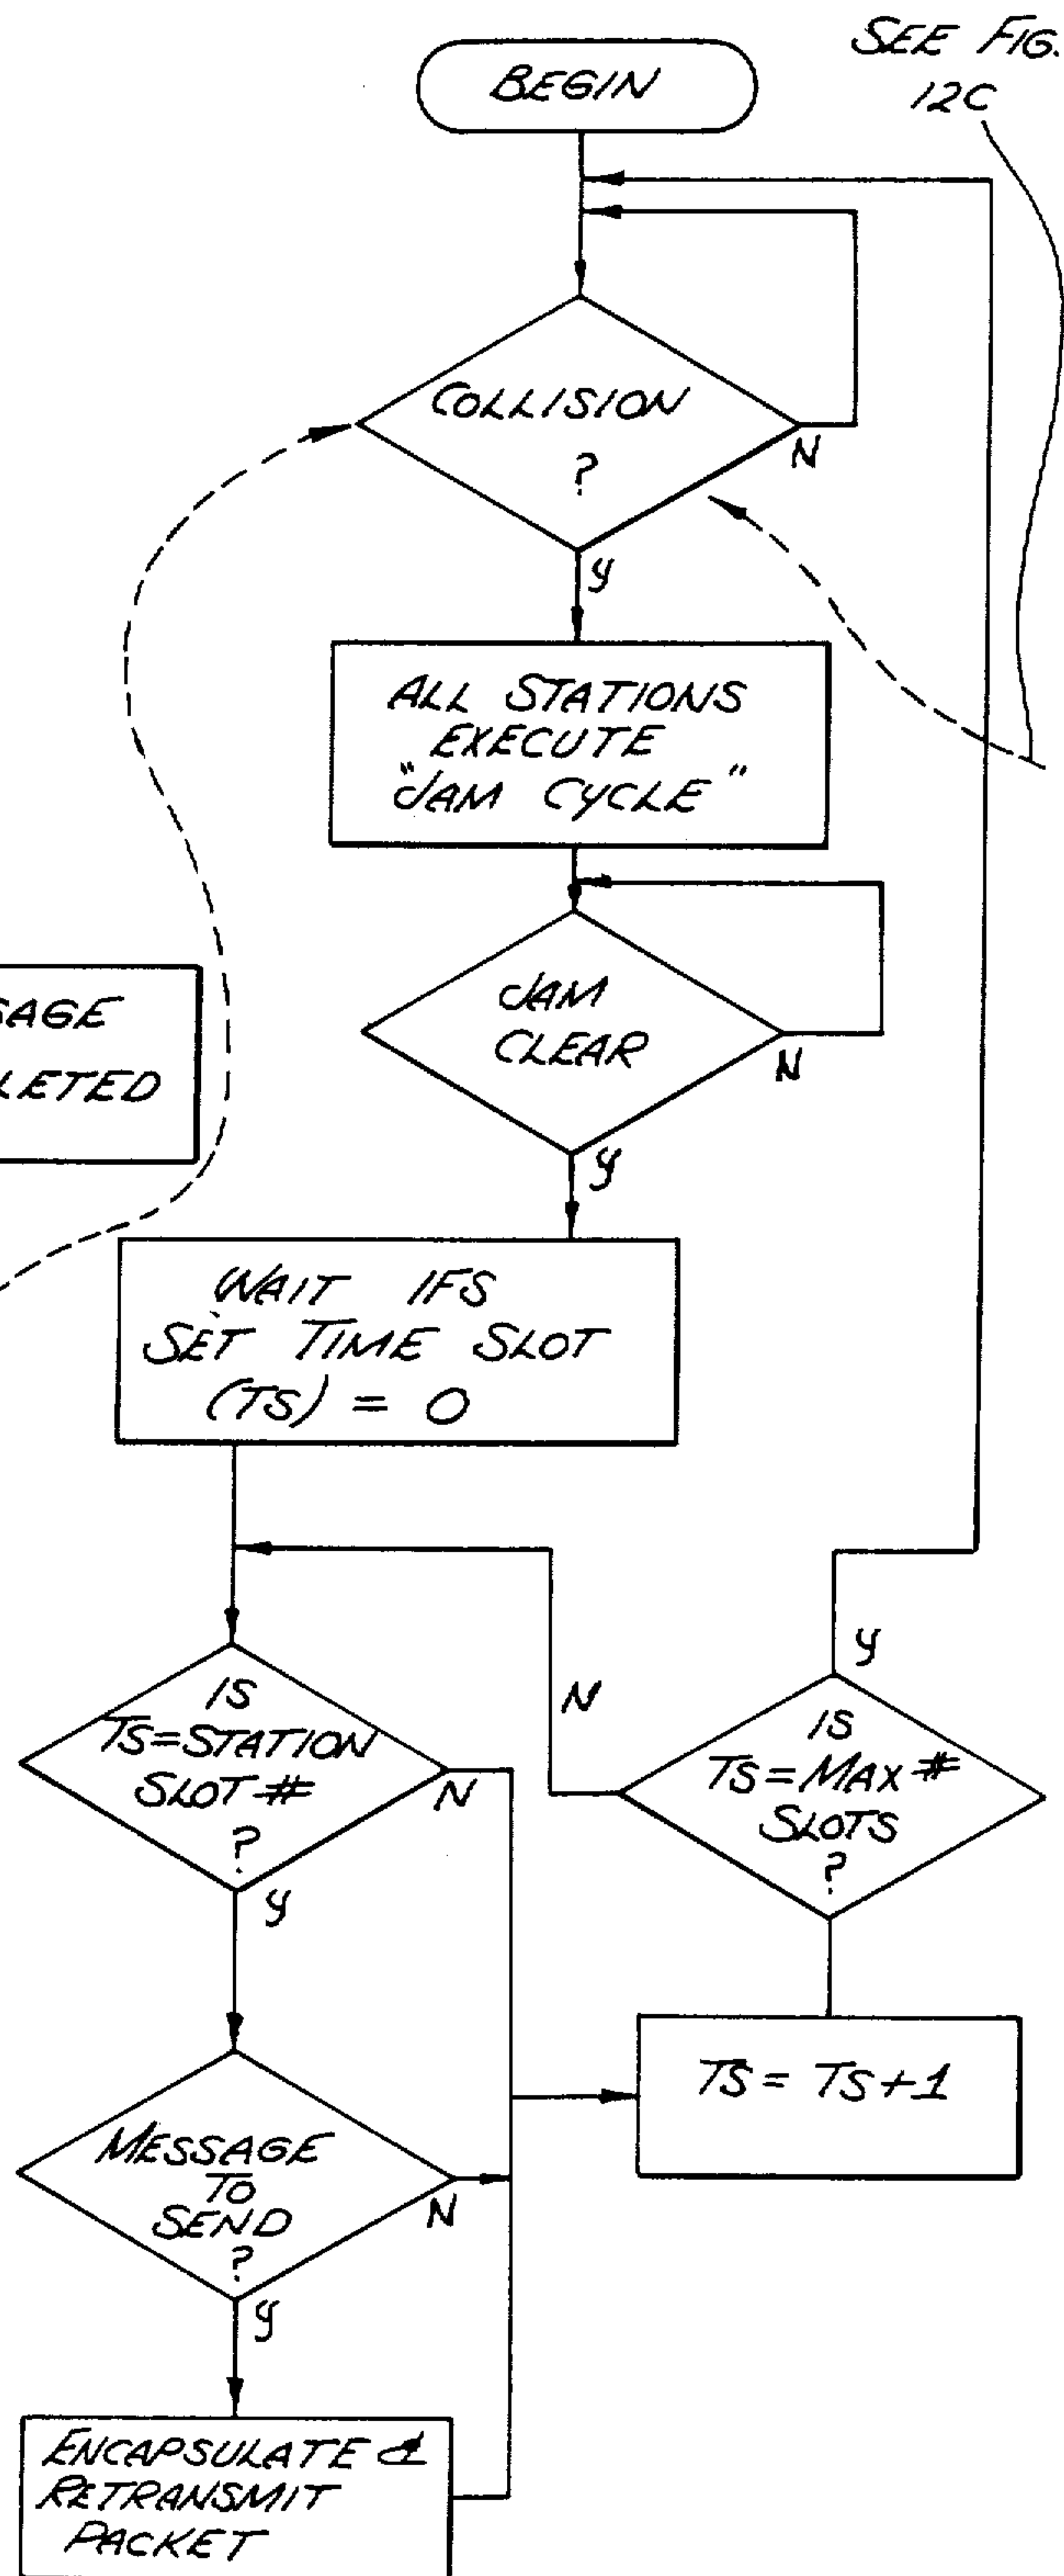 BEGIN
SEE FIG.
12C
COLLISION
?
N
Y
ALL STATIONS
EXECUTE
"JAM CYCLE"
JAM
CLEAR
N
Y
WAIT IFS
SET TIME SLOT
(TS) = 0
IS
TS=STATION
SLOT #
?
N
Y
N
Y
IS
TS=MAX #
SLOTS
?
TS = TS+1
MESSAGE
TO
SEND
?
N
Y
ENCAPSULATE &
RETRANSMIT
PACKET